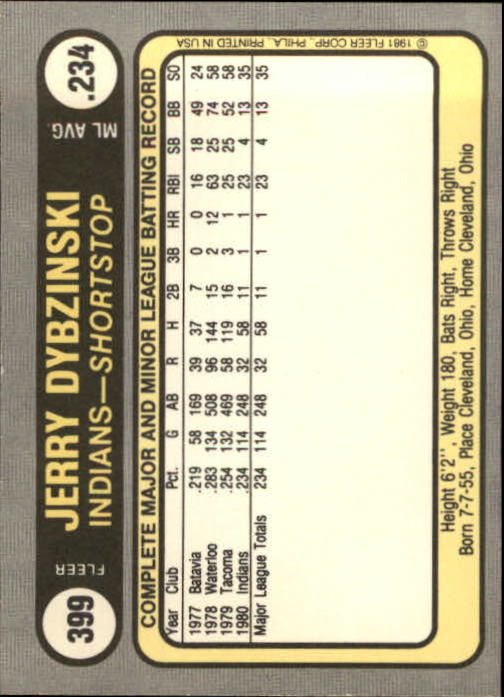 399 FLEER
JERRY DYBZINSKI
INDIANS—SHORTSTOP
ML AVG. .234
COMPLETE MAJOR AND MINOR LEAGUE BATTING RECORD
Year Club Pct. G AB R H 2B 3B HR RBI SB BB SO
1977 Batavia .219 58 169 39 37 7 0 0 16 18 49 24
1978 Waterloo .283 134 508 96 144 15 2 12 63 25 74 58
1979 Tacoma .254 132 469 58 119 16 3 1 25 25 52 58
1980 Indians .234 114 248 32 58 11 1 1 23 4 13 35
Major League Totals 234 114 248 32 58 11 1 1 23 4 13 35
Height 6'2", Weight 180, Bats Right, Throws Right
Born 7-7-55, Place Cleveland, Ohio, Home Cleveland, Ohio
© 1981 FLEER CORP., PHILA., PRINTED IN USA